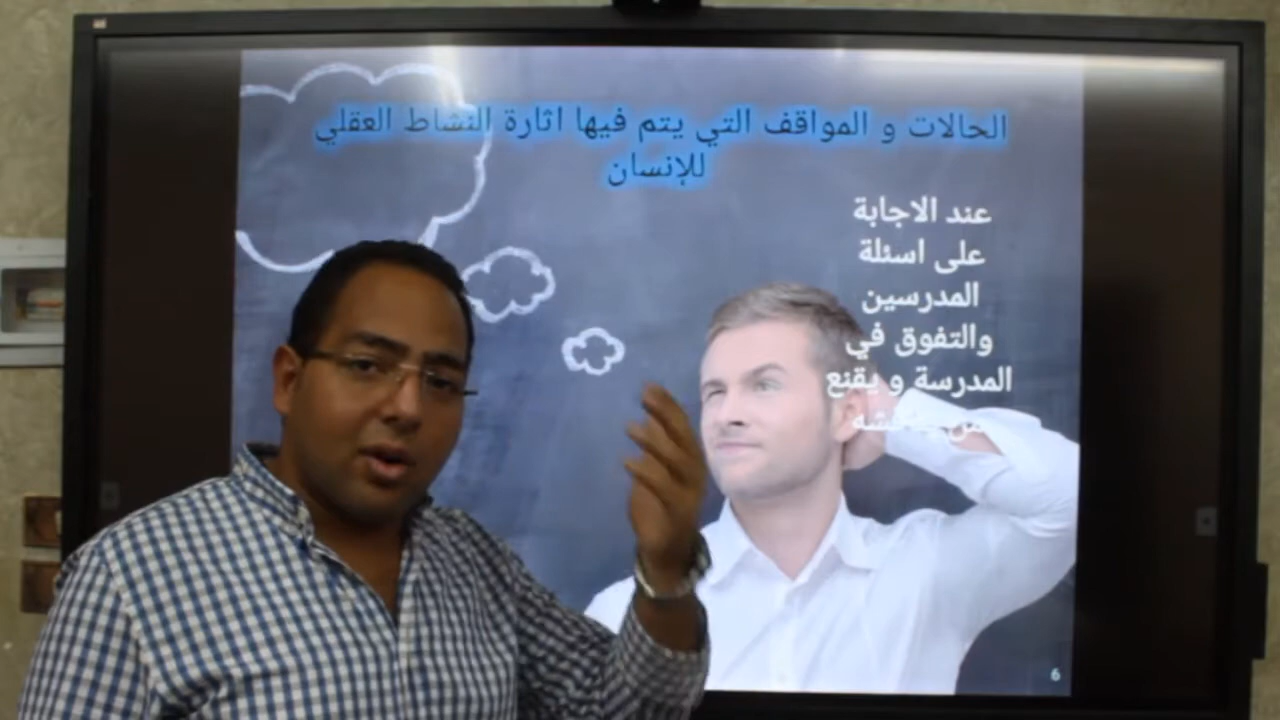 الحالات و المواقف التي يتم فيها اثارة النشاط العقلي
للإنسان
عند الاجابة
على اسئلة
المدرسين
والتفوق في
المدرسة و يقنع
من
6